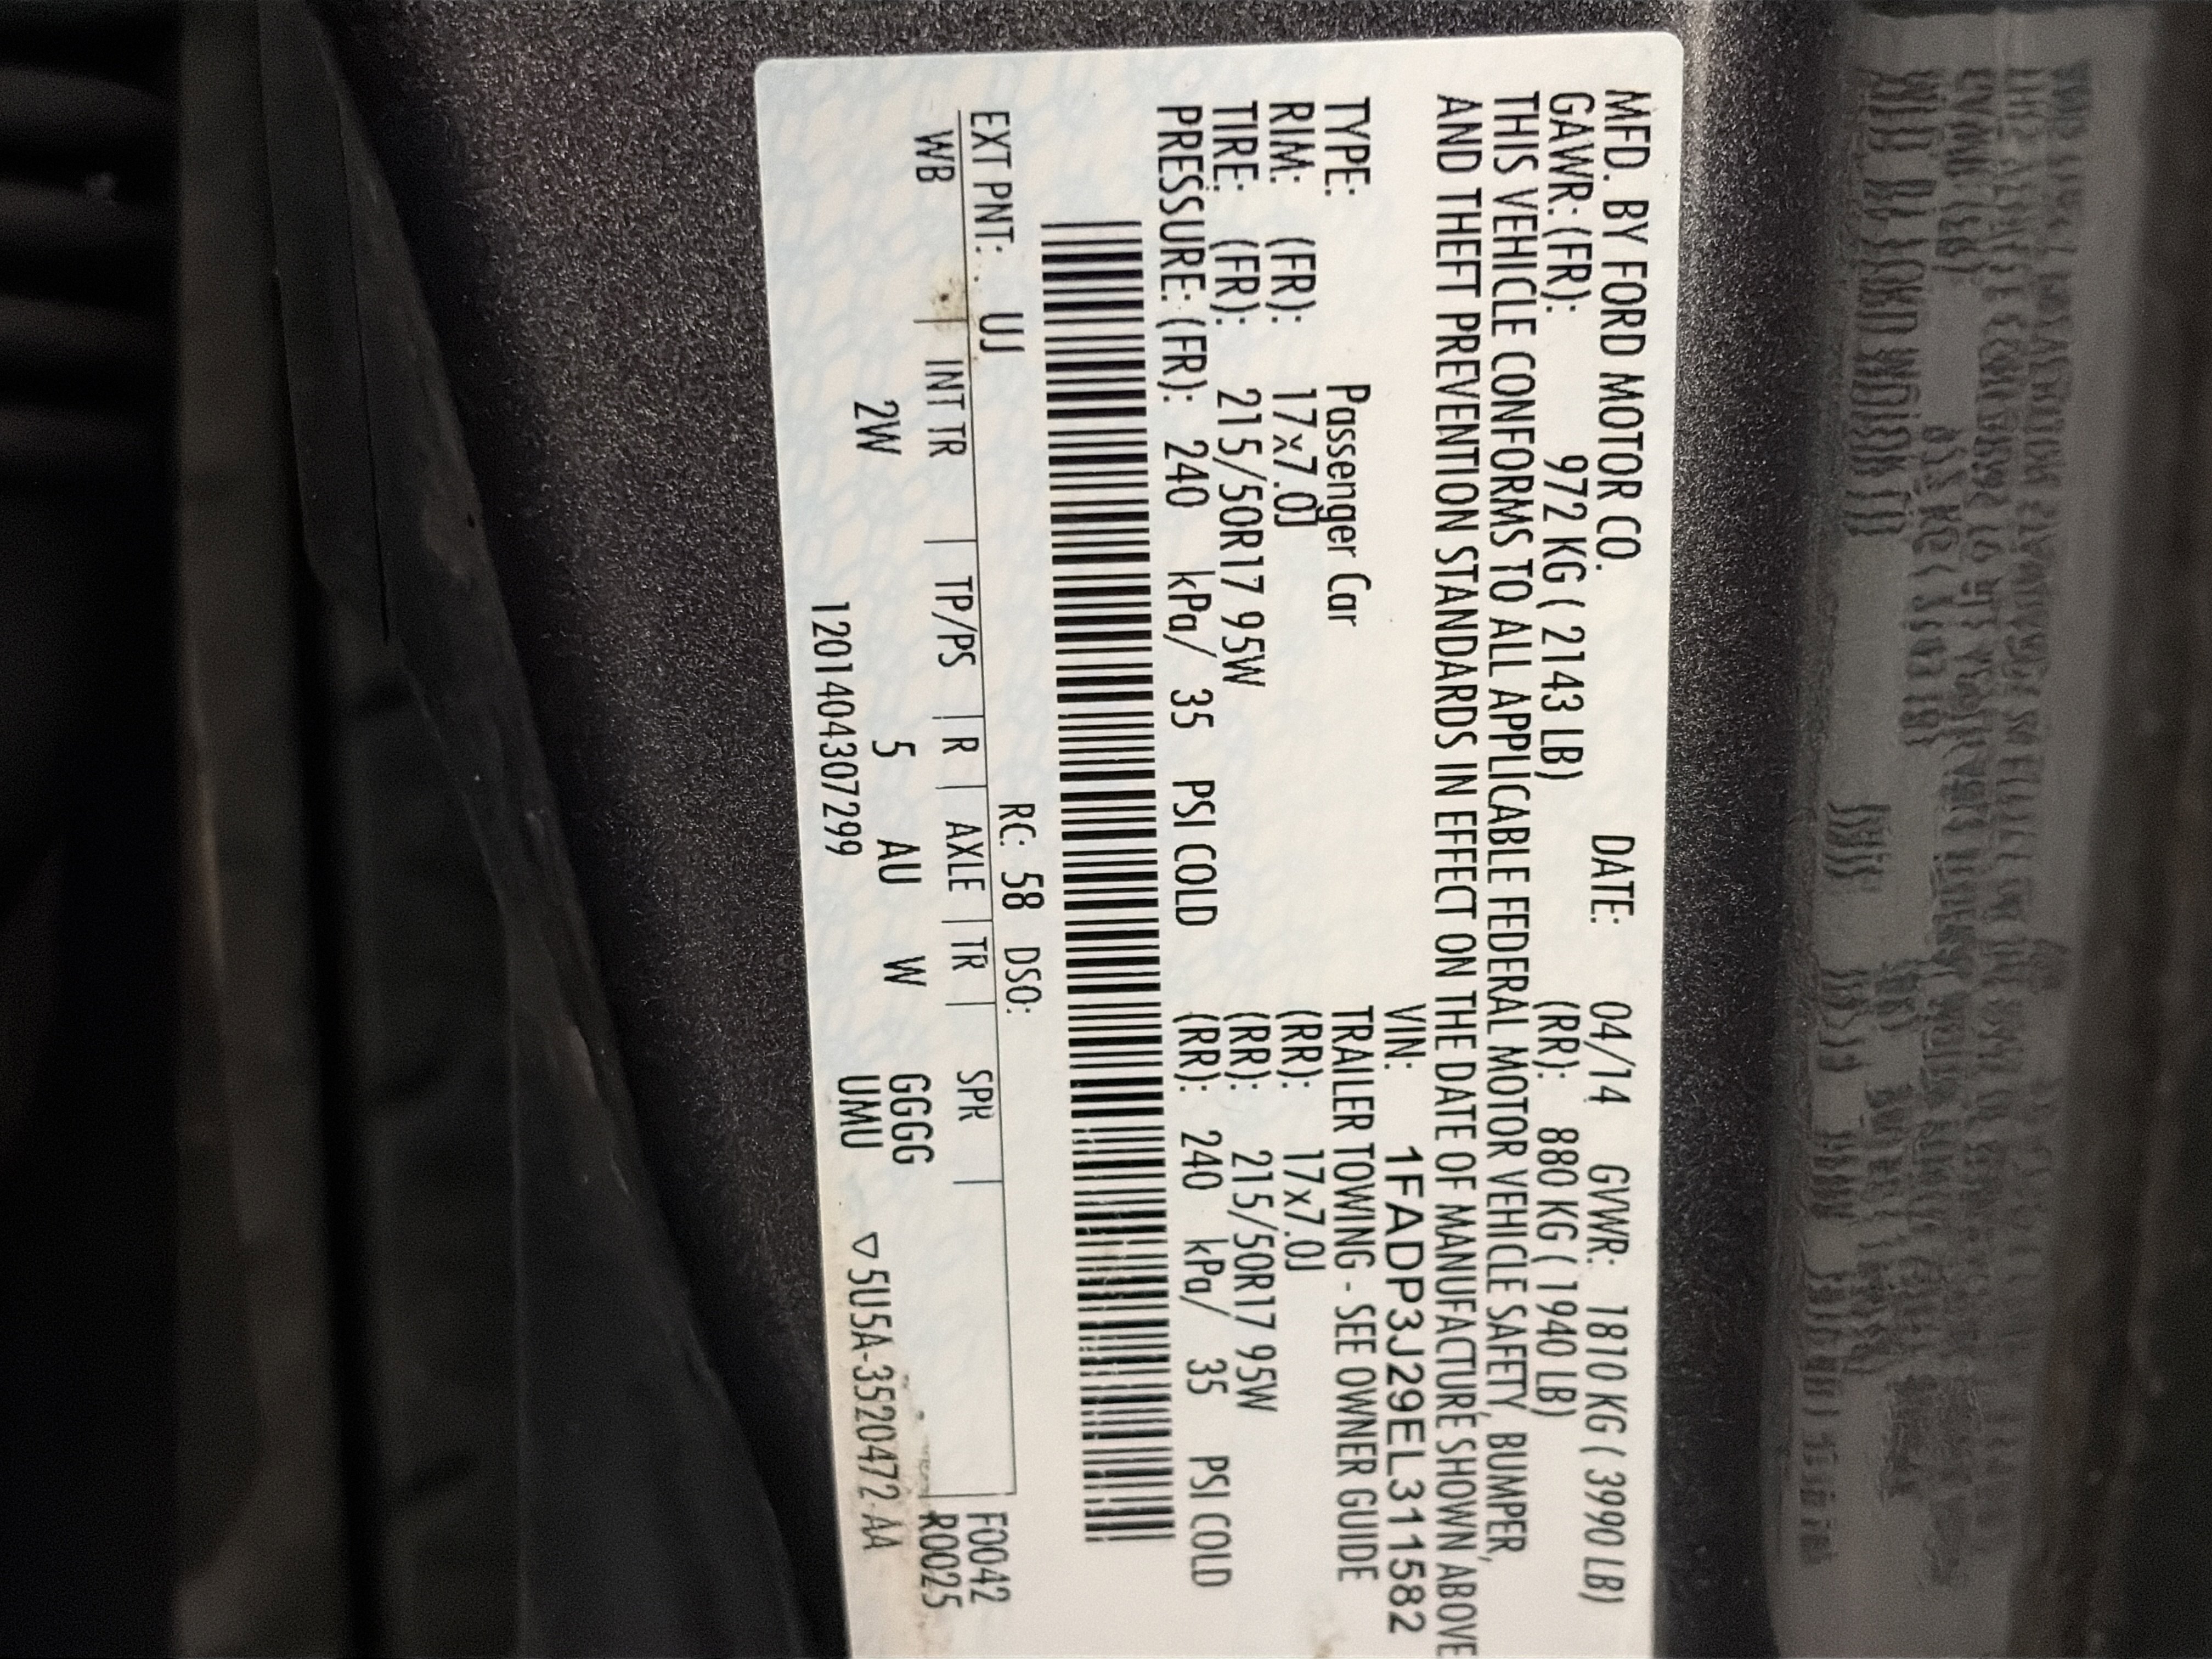 MFD. BY FORD MOTOR CO. DATE: 04/14 GVWR: 1810 KG ( 3990 LB)
GAWR: (FR): 972 KG ( 2143 LB) (RR): 880 KG ( 1940 LB)
THIS VEHICLE CONFORMS TO ALL APPLICABLE FEDERAL MOTOR VEHICLE SAFETY, BUMPER,
AND THEFT PREVENTION STANDARDS IN EFFECT ON THE DATE OF MANUFACTURE SHOWN ABOVE
VIN: 1FADP3J29EL311582
TYPE: Passenger Car TRAILER TOWING - SEE OWNER GUIDE
RIM: (FR): 17x7.0J (RR): 17x7.0J
TIRE: (FR): 215/50R17 95W (RR): 215/50R17 95W
PRESSURE: (FR): 240 kPa/ 35 PSI COLD (RR): 240 kPa/ 35 PSI COLD
EXT PNT: UJ RC: 58 DSO: F0042
WB | INT TR | TP/PS | R | AXLE | TR | SPR | R0025
2W 5 AU W GGGG
UMU
1201404307299 ▽5U5A-3520472-AA